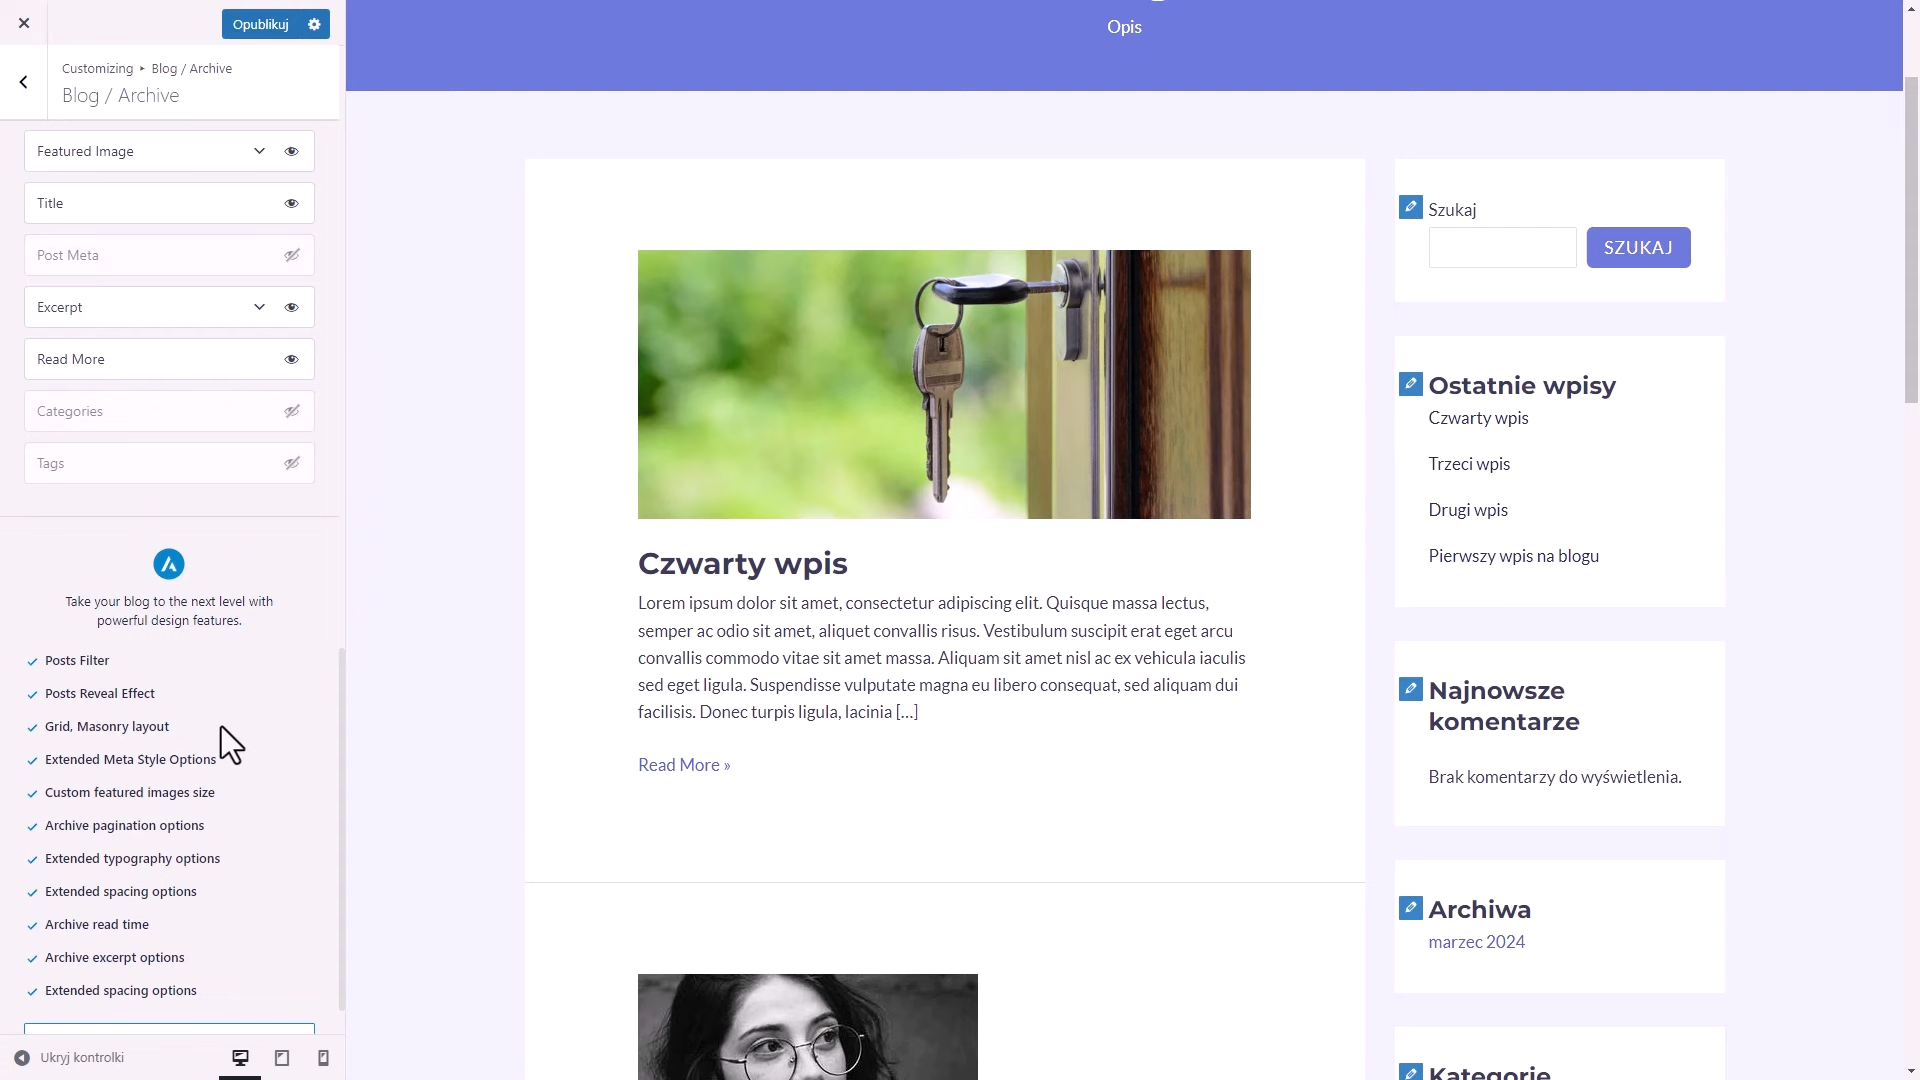 Opublikuj
Customizing ▸ Blog / Archive
Blog / Archive
Featured Image
Title
Post Meta
Excerpt
Read More
Categories
Tags
Take your blog to the next level with
powerful design features.
Posts Filter
Posts Reveal Effect
Grid, Masonry layout
Extended Meta Style Options
Custom featured images size
Archive pagination options
Extended typography options
Extended spacing options
Archive read time
Archive excerpt options
Extended spacing options
Ukryj kontrolki
Opis
Czwarty wpis
Lorem ipsum dolor sit amet, consectetur adipiscing elit. Quisque massa lectus,
semper ac odio sit amet, aliquet convallis risus. Vestibulum suscipit erat eget arcu
convallis commodo vitae sit amet massa. Aliquam sit amet nisl ac ex vehicula iaculis
sed eget ligula. Suspendisse vulputate magna eu libero consequat, sed aliquam dui
facilisis. Donec turpis ligula, lacinia […]
Read More »
Szukaj
SZUKAJ
Ostatnie wpisy
Czwarty wpis
Trzeci wpis
Drugi wpis
Pierwszy wpis na blogu
Najnowsze
komentarze
Brak komentarzy do wyświetlenia.
Archiwa
marzec 2024
Kategorie